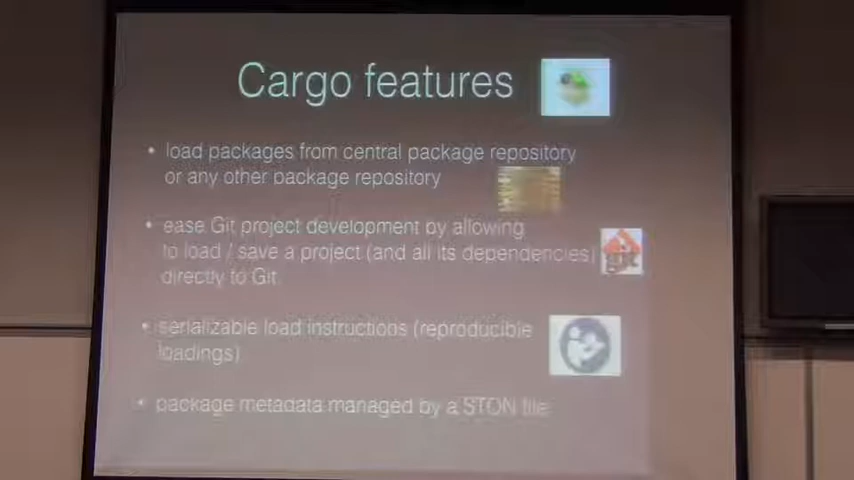 Cargo features
• load packages from central package repository
or any other package repository
• ease Git project development by allowing
to load / save a project (and all its dependencies)
directly to Git.
git
• serializable load instructions (reproducible
loadings)
• package metadata managed by a STON file